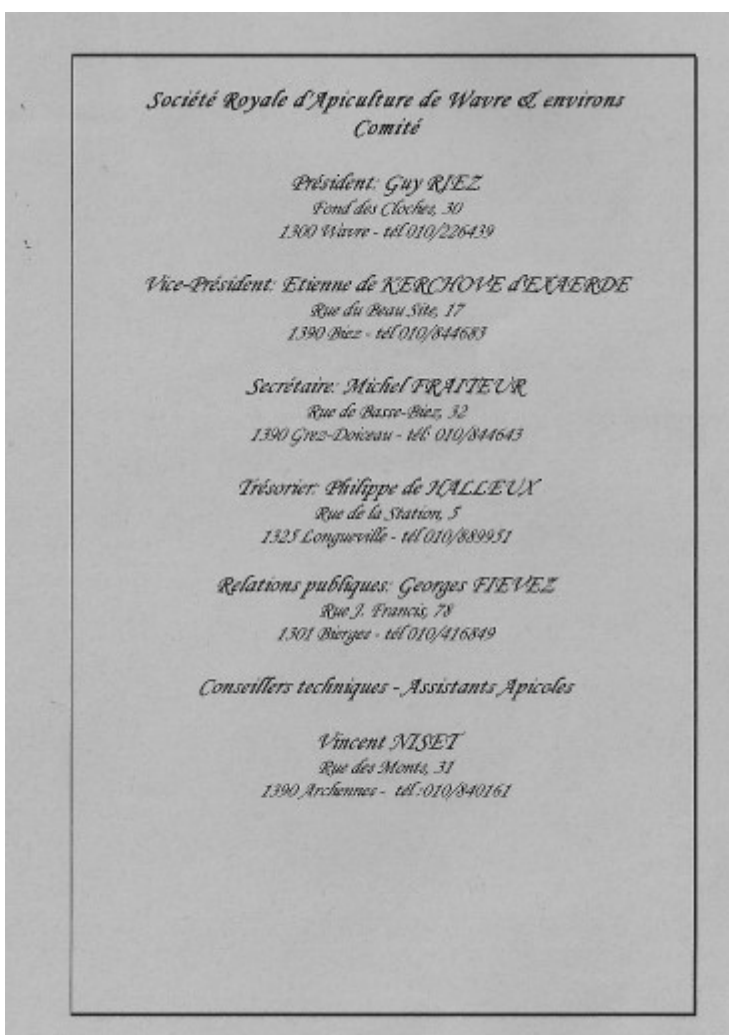 Société Royale d'Apiculture de Wavre & environs
Comité
Président: Guy RIEZ
Fond des Cloches, 30
1300 Wavre - tél 010/226439
Vice-Président: Etienne de KERCHOVE d'EXAERDE
Rue du Beau Site, 17
1390 Biez - tél 010/844683
Secrétaire: Michel FRAITEUR
Rue de Basse-Biez, 32
1390 Grez-Doiceau - tél: 010/844643
Trésorier: Philippe de HALLEUX
Rue de la Station, 5
1325 Longueville - tél 010/889951
Relations publiques: Georges FIEVEZ
Rue J. Francis, 78
1301 Bierges - tél 010/416849
Conseillers techniques - Assistants Apicoles
Vincent NISET
Rue des Monts, 31
1390 Archennes - tél :010/840161